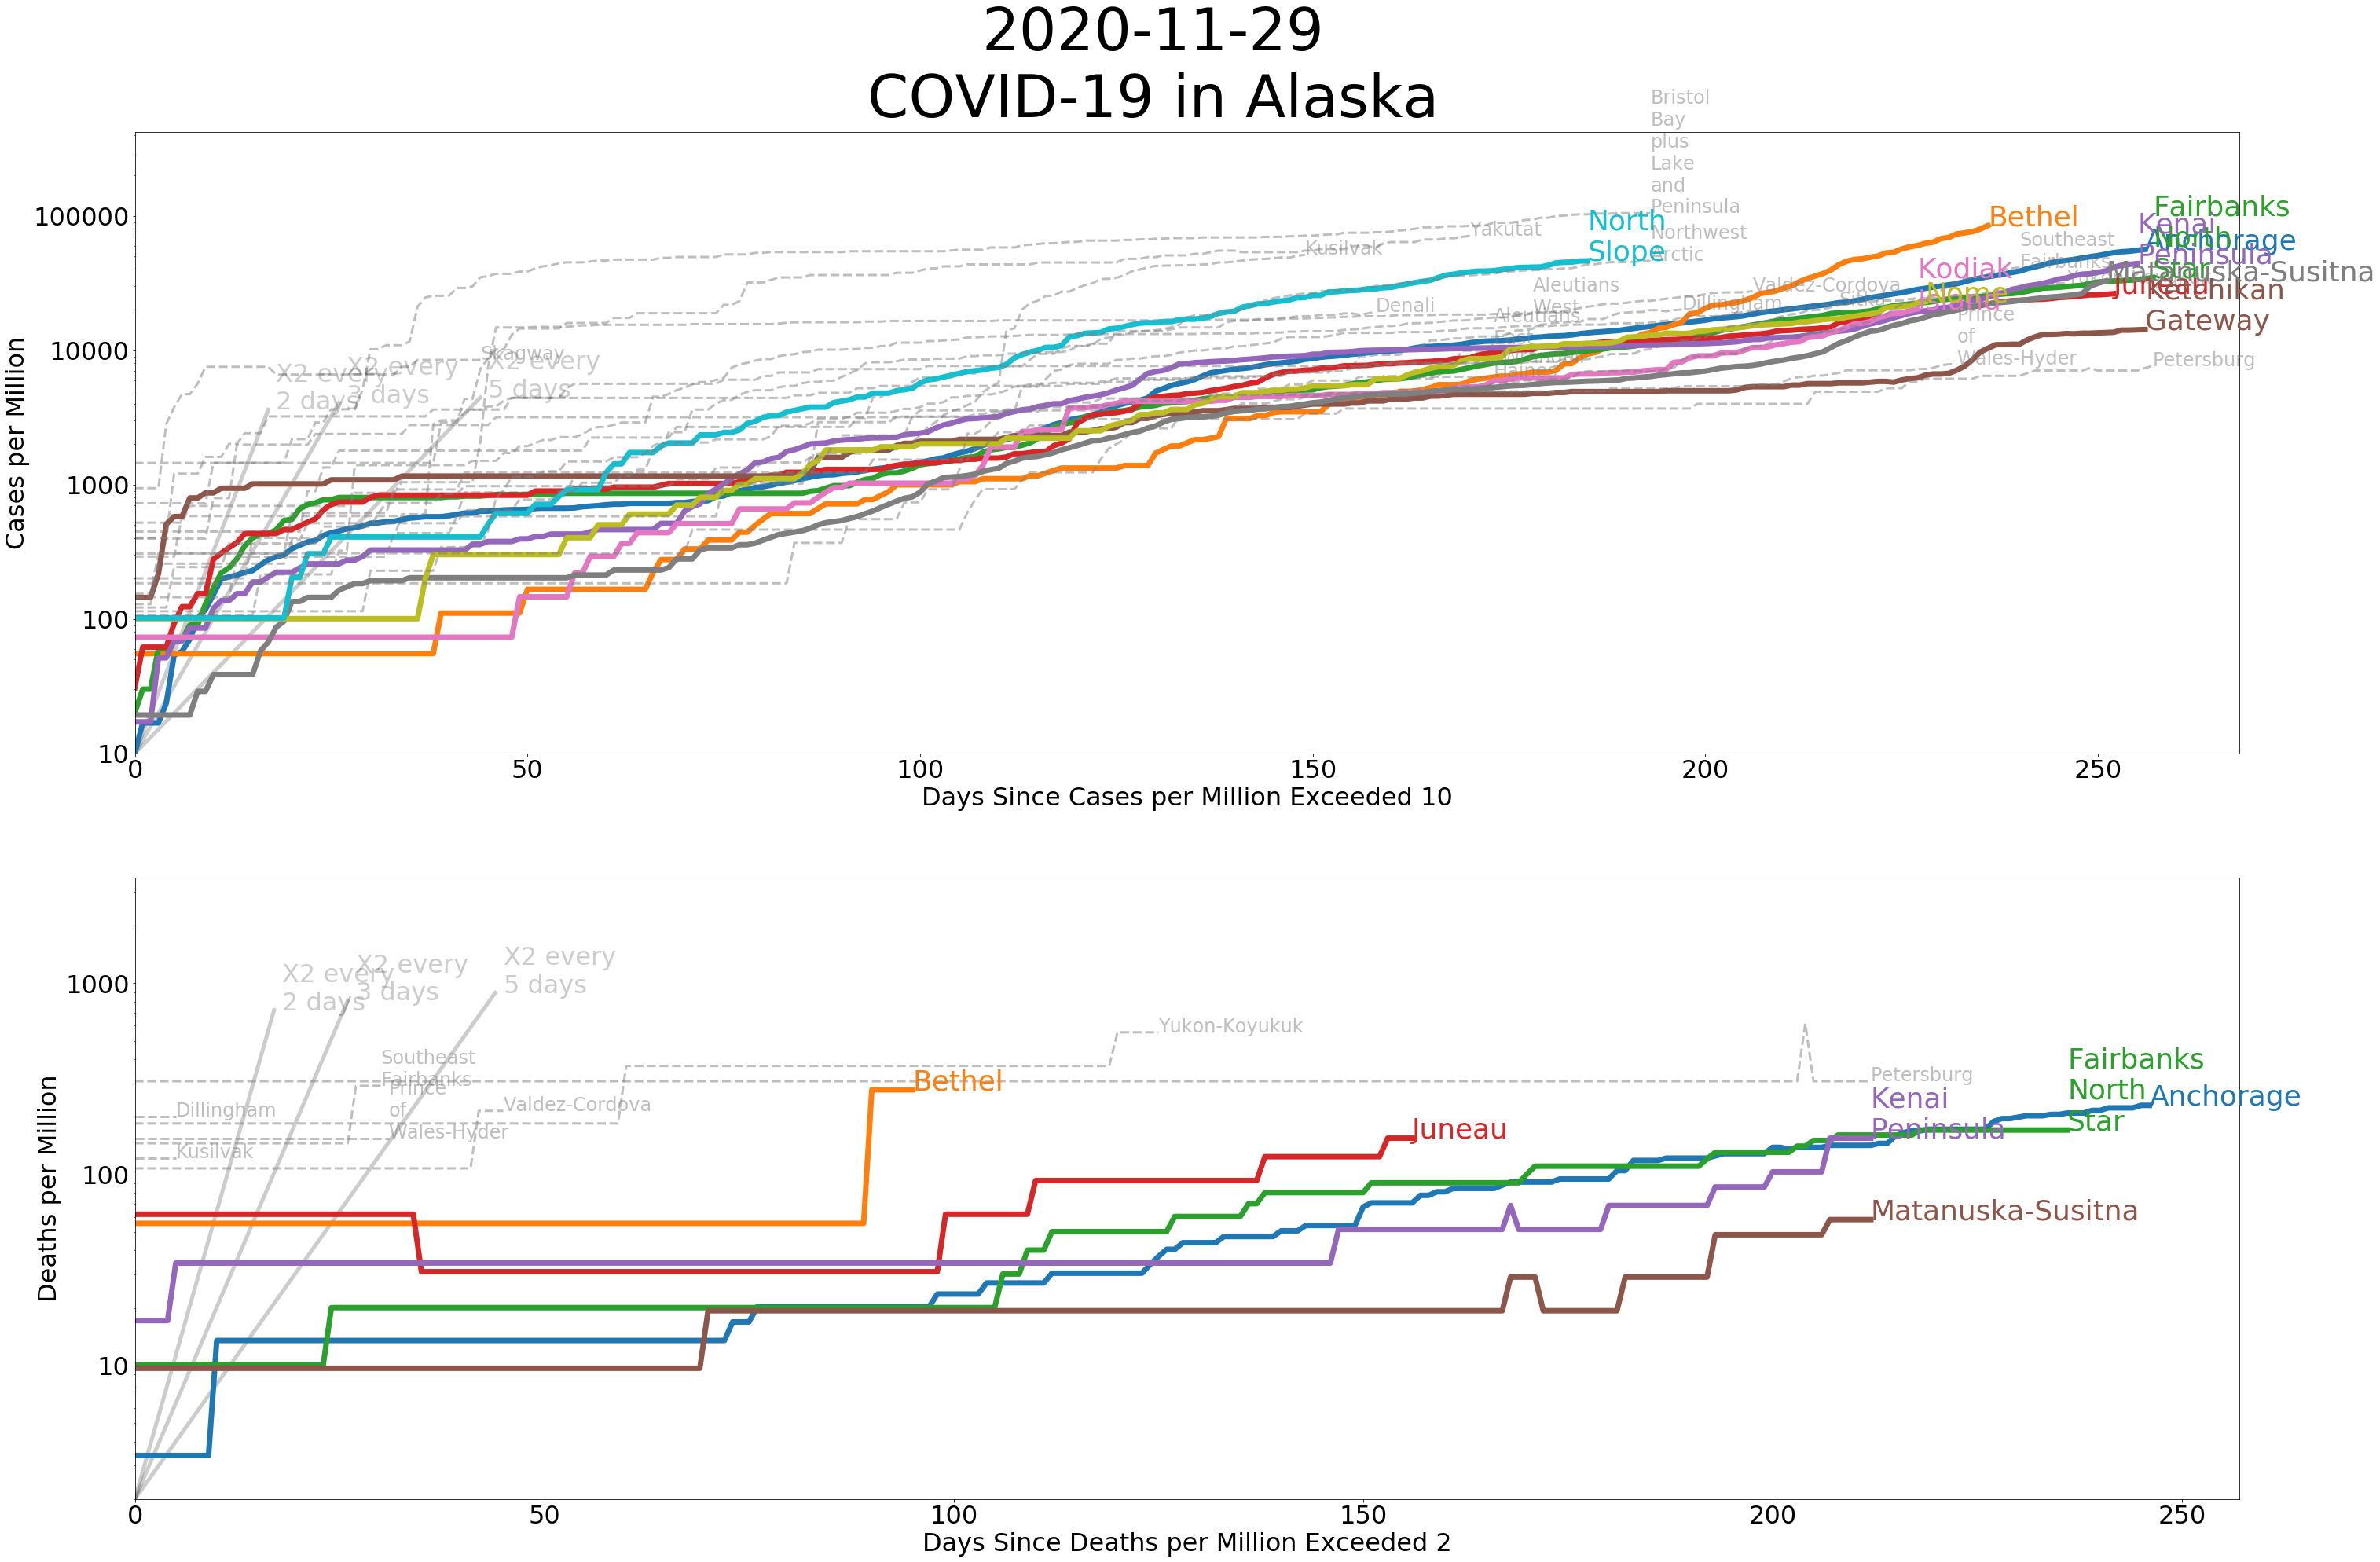 2020-11-29
COVID-19 in Alaska
Cases per Million
100000
10000
1000
100
10
0
50
100
150
200
250
Days Since Cases per Million Exceeded 10
X2 every
2 days
X2 every
3 days
X2 every
5 days
Skagway
Kusilvak
Denali
Yakutat
Bristol
Bay
plus
Lake
and
Peninsula
Northwest
Arctic
North
Slope
Aleutians
West
Aleutians
East
Haines
Dillingham
Valdez-Cordova
Sitka
Kodiak
Island
Nome
Prince
of
Wales-Hyder
Southeast
Fairbanks
Petersburg
Bethel
Fairbanks
North
Star
Kenai
Peninsula
Anchorage
Matanuska-Susitna
Juneau
Ketchikan
Gateway
Deaths per Million
1000
100
10
0
50
100
150
200
250
Days Since Deaths per Million Exceeded 2
X2 every
2 days
X2 every
3 days
X2 every
5 days
Southeast
Fairbanks
Prince
of
Wales-Hyder
Dillingham
Kusilvak
Valdez-Cordova
Yukon-Koyukuk
Petersburg
Bethel
Juneau
Kenai
Peninsula
Fairbanks
North
Star
Anchorage
Matanuska-Susitna